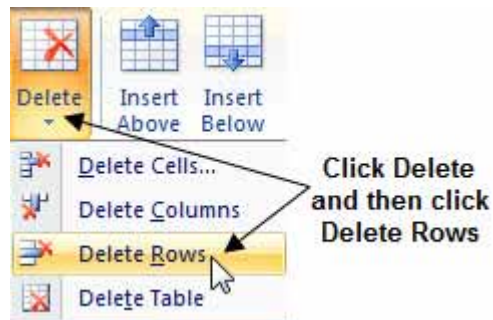 Delete
Insert Above
Insert Below
Delete Cells...
Delete Columns
Delete Rows
Delete Table
Click Delete
and then click
Delete Rows